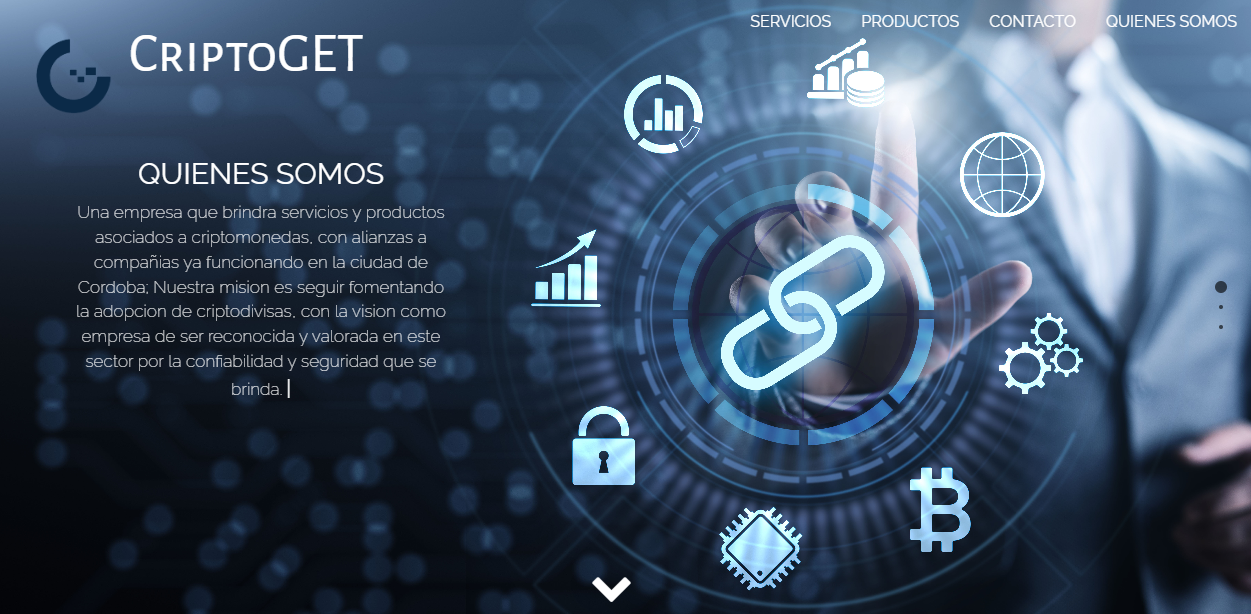 SERVICIOS PRODUCTOS CONTACTO QUIENES SOMOS
CRIPTOGET
QUIENES SOMOS
Una empresa que brindra servicios y productos
asociados a criptomonedas, con alianzas a
compañias ya funcionando en la ciudad de
Cordoba; Nuestra mision es seguir fomentando
la adopcion de criptodivisas, con la vision como
empresa de ser reconocida y valorada en este
sector por la confiabilidad y seguridad que se
brinda.